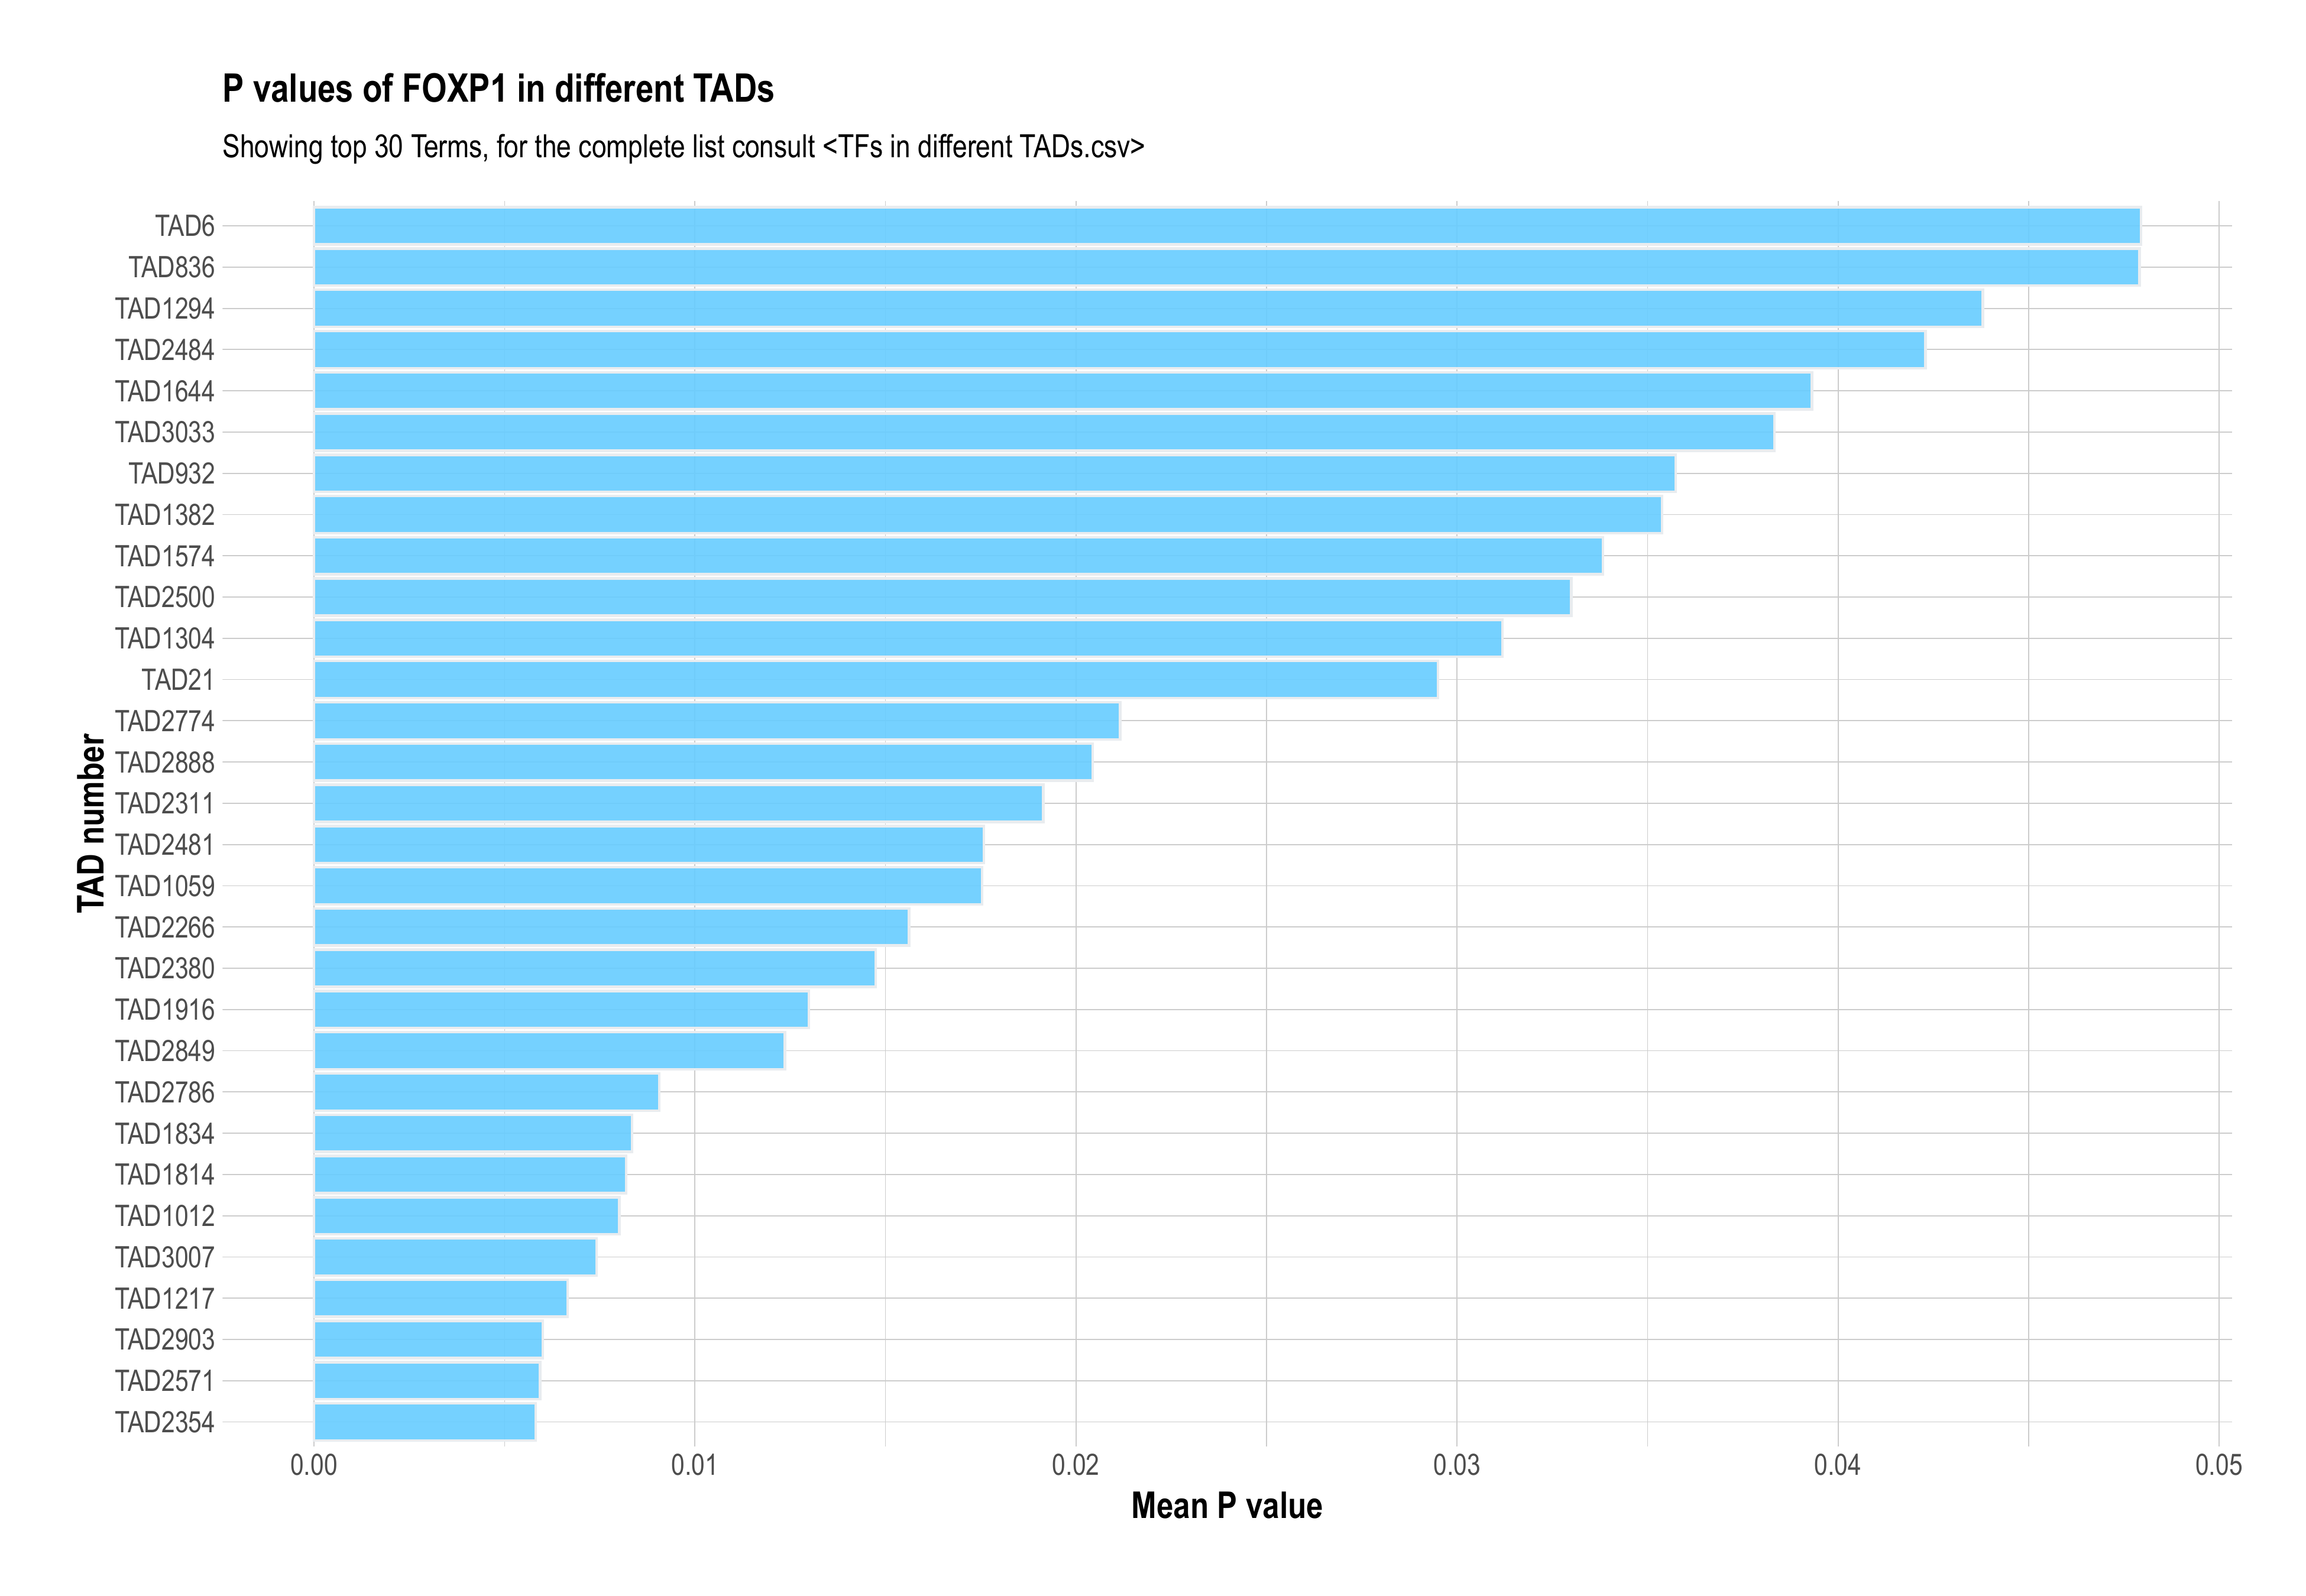 P values of FOXP1 in different TADs
Showing top 30 Terms, for the complete list consult <TFs in different TADs.csv>
TAD number
TAD6
TAD836
TAD1294
TAD2484
TAD1644
TAD3033
TAD932
TAD1382
TAD1574
TAD2500
TAD1304
TAD21
TAD2774
TAD2888
TAD2311
TAD2481
TAD1059
TAD2266
TAD2380
TAD1916
TAD2849
TAD2786
TAD1834
TAD1814
TAD1012
TAD3007
TAD1217
TAD2903
TAD2571
TAD2354
0.00 0.01 0.02 0.03 0.04 0.05
Mean P value